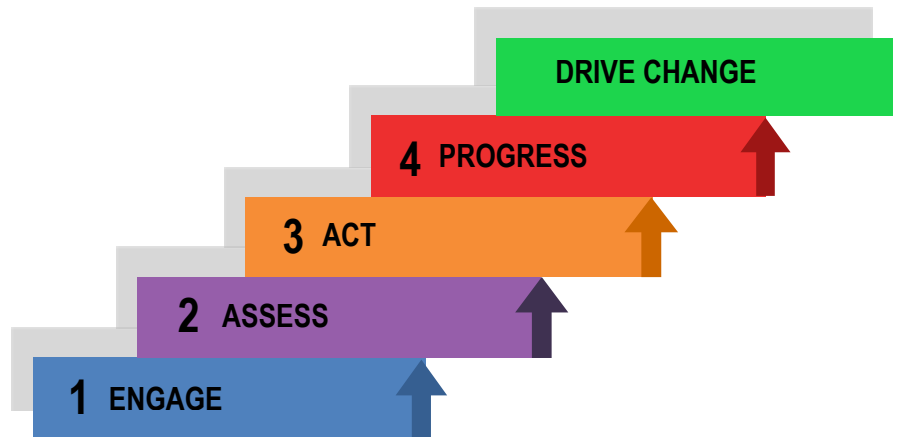 DRIVE CHANGE
4 PROGRESS
3 ACT
2 ASSESS
1 ENGAGE